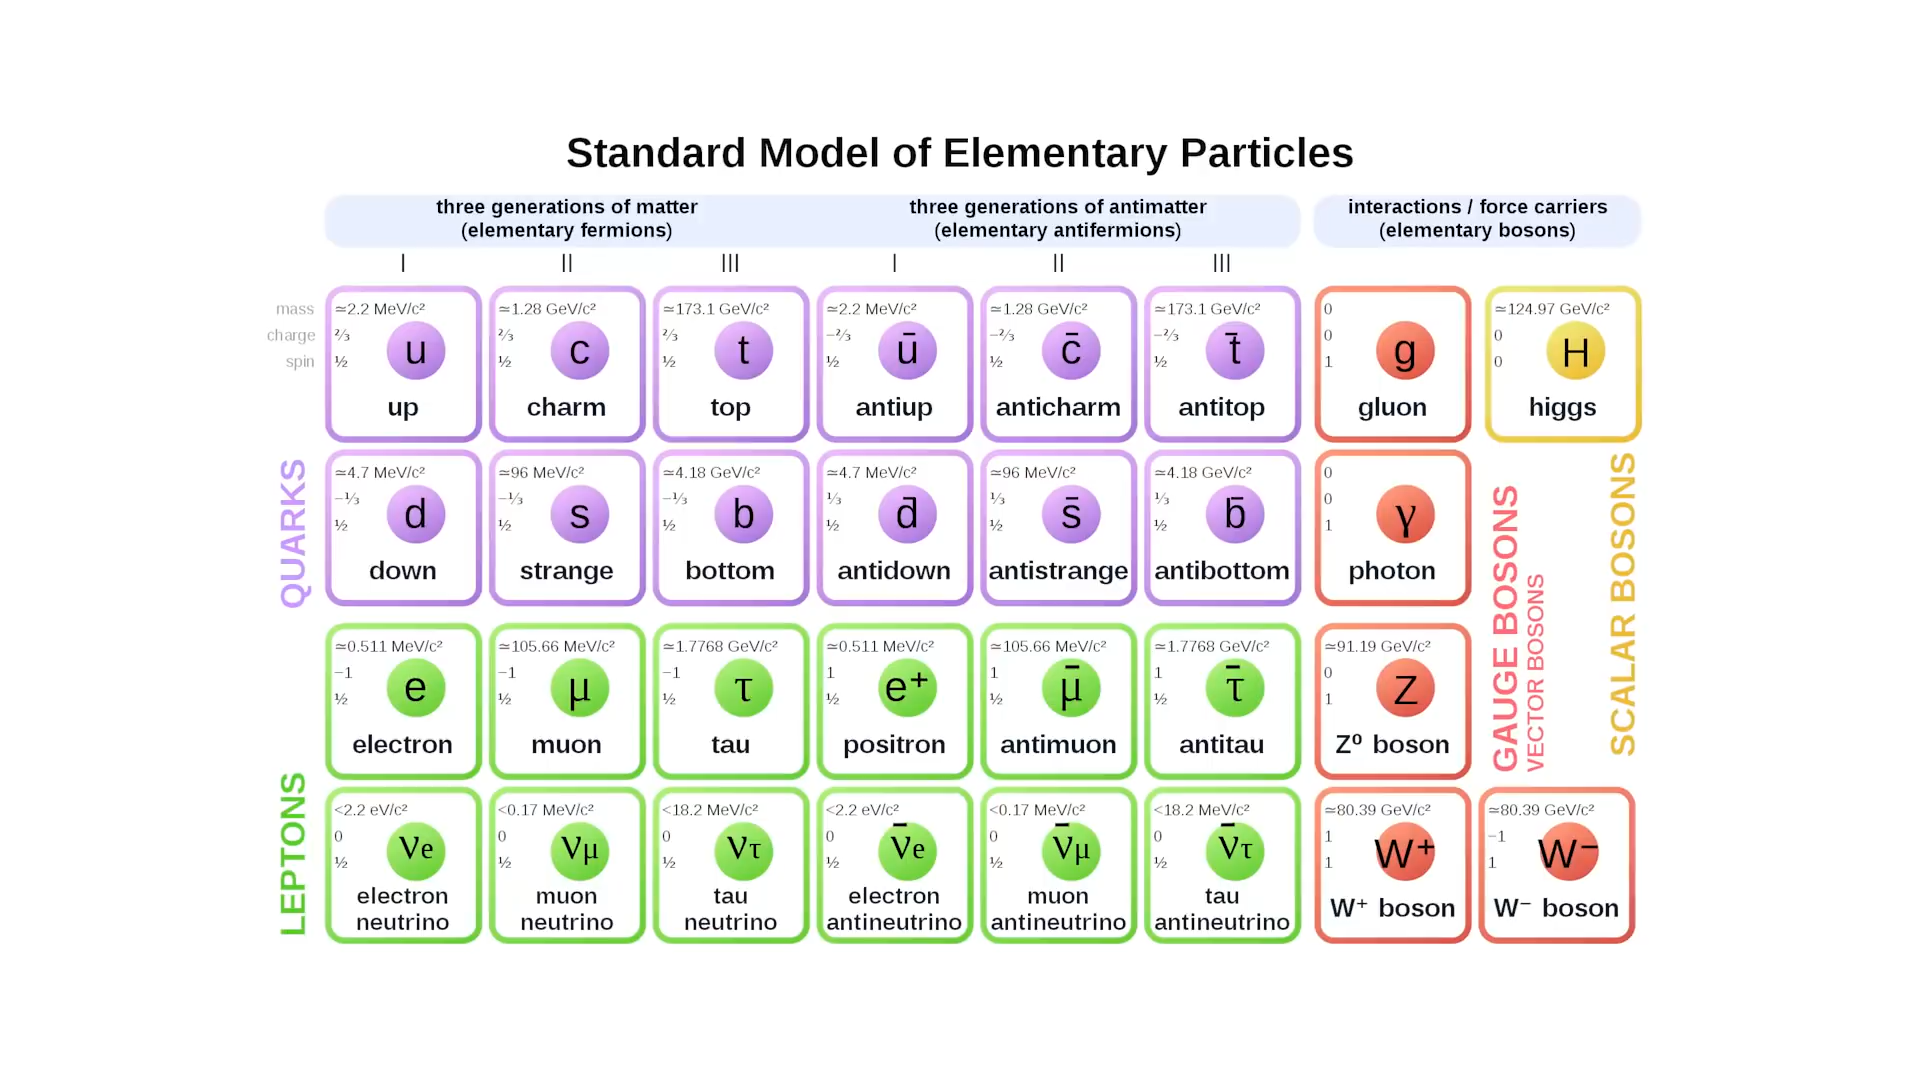 Standard Model of Elementary Particles
three generations of matter
(elementary fermions)
three generations of antimatter
(elementary antifermions)
interactions / force carriers
(elementary bosons)
I
II
III
I
II
III
mass
charge
spin
≃2.2 MeV/c²
⅔
½
u
up
≃1.28 GeV/c²
⅔
½
c
charm
≃173.1 GeV/c²
⅔
½
t
top
≃2.2 MeV/c²
−⅔
½
ū
antiup
≃1.28 GeV/c²
−⅔
½
c̄
anticharm
≃173.1 GeV/c²
−⅔
½
t̄
antitop
0
0
1
g
gluon
≃124.97 GeV/c²
0
0
H
higgs
QUARKS
≃4.7 MeV/c²
−⅓
½
d
down
≃96 MeV/c²
−⅓
½
s
strange
≃4.18 GeV/c²
−⅓
½
b
bottom
≃4.7 MeV/c²
⅓
½
d̄
antidown
≃96 MeV/c²
⅓
½
s̄
antistrange
≃4.18 GeV/c²
⅓
½
b̄
antibottom
0
0
1
γ
photon
GAUGE BOSONS
VECTOR BOSONS
SCALAR BOSONS
≃0.511 MeV/c²
−1
½
e
electron
≃105.66 MeV/c²
−1
½
μ
muon
≃1.7768 GeV/c²
−1
½
τ
tau
≃0.511 MeV/c²
1
½
e⁺
positron
≃105.66 MeV/c²
1
½
μ̄
antimuon
≃1.7768 GeV/c²
1
½
τ̄
antitau
≃91.19 GeV/c²
0
1
Z
Z⁰ boson
LEPTONS
<2.2 eV/c²
0
½
νe
electron
neutrino
<0.17 MeV/c²
0
½
νμ
muon
neutrino
<18.2 MeV/c²
0
½
ντ
tau
neutrino
<2.2 eV/c²
0
½
ν̄e
electron
antineutrino
<0.17 MeV/c²
0
½
ν̄μ
muon
antineutrino
<18.2 MeV/c²
0
½
ν̄τ
tau
antineutrino
≃80.39 GeV/c²
1
1
W⁺
W⁺ boson
≃80.39 GeV/c²
−1
1
W⁻
W⁻ boson